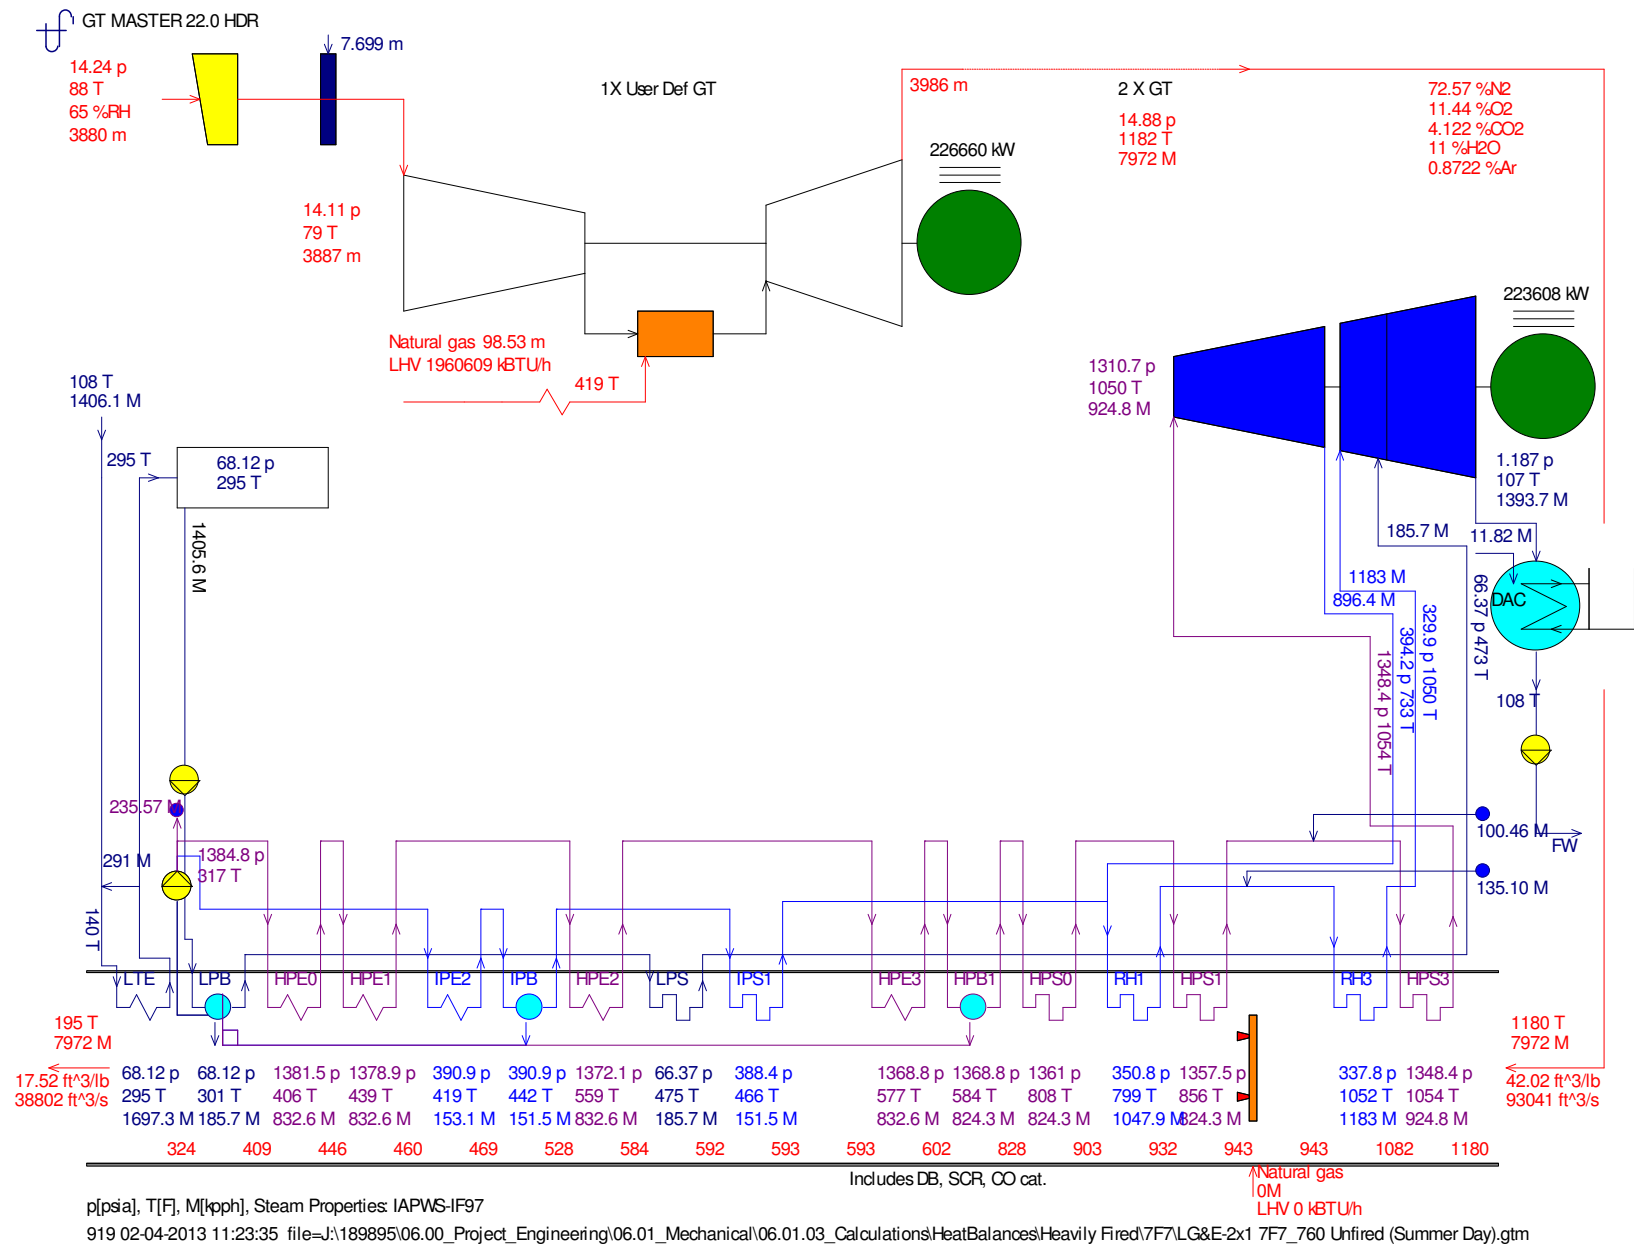 GT MASTER 22.0 HDR
7.699 m
14.24 p
88 T
65 %RH
3880 m
1X User Def GT
3986 m
2 X GT
14.88 p
1182 T
7972 M
72.57 %N2
11.44 %O2
4.122 %CO2
11 %H2O
0.8722 %Ar
226660 kW
14.11 p
79 T
3887 m
223608 kW
Natural gas 98.53 m
LHV 1960609 kBTU/h
419 T
1310.7 p
1050 T
924.8 M
108 T
1406.1 M
295 T
68.12 p
295 T
1.187 p
107 T
1393.7 M
1405.6 M
185.7 M
11.82 M
1183 M
896.4 M
DAC
66.37 p 473 T
329.9 p 1050 T
394.2 p 733 T
1348.4 p 1054 T
108 T
235.57 M
100.46 M
FW
291 M
1384.8 p
317 T
135.10 M
140 T
LTE LPB HPE0 HPE1 IPE2 IPB HPE2 LPS IPS1 HPE3 HPB1 HPS0 RH1 HPS1 RH3 HPS3
195 T
7972 M
1180 T
7972 M
17.52 ft^3/lb
38802 ft^3/s
42.02 ft^3/lb
93041 ft^3/s
68.12 p 68.12 p 1381.5 p 1378.9 p 390.9 p 390.9 p 1372.1 p 66.37 p 388.4 p 1368.8 p 1368.8 p 1361 p 350.8 p 1357.5 p 337.8 p 1348.4 p
295 T 301 T 406 T 439 T 419 T 442 T 559 T 475 T 466 T 577 T 584 T 808 T 799 T 856 T 1052 T 1054 T
1697.3 M 185.7 M 832.6 M 832.6 M 153.1 M 151.5 M 832.6 M 185.7 M 151.5 M 832.6 M 824.3 M 824.3 M 1047.9 M 824.3 M 1183 M 924.8 M
324 409 446 460 469 528 584 592 593 593 602 828 903 932 943 943 1082 1180
Includes DB, SCR, CO cat.
Natural gas
0M
LHV 0 kBTU/h
p[psia], T[F], M[kpph], Steam Properties: IAPWS-IF97
919 02-04-2013 11:23:35 file=J:\189895\06.00_Project_Engineering\06.01_Mechanical\06.01.03_Calculations\HeatBalances\Heavily Fired\7F7\LG&E-2x1 7F7_760 Unfired (Summer Day).gtm